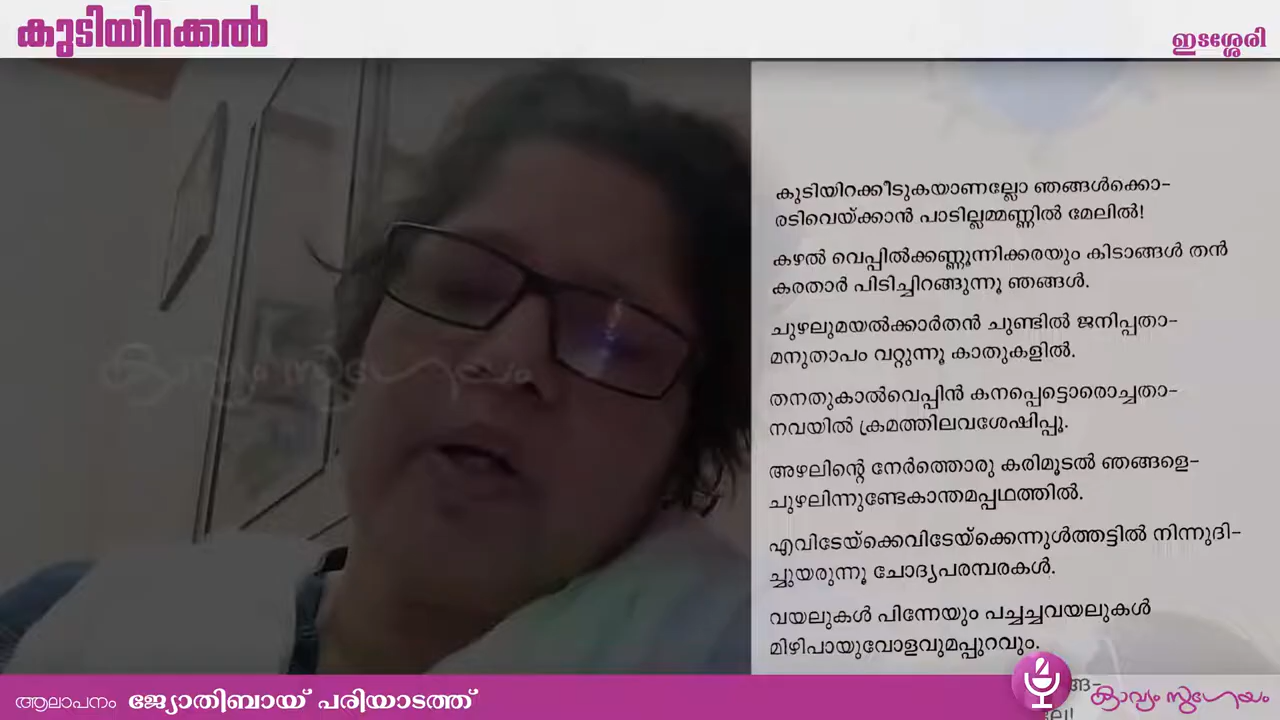 കുടിയിറക്കൽ
ഇടശ്ശേരി
കുടിയിറക്കീടുകയാണല്ലോ ഞങ്ങൾക്കൊ–
രടിവെയ്ക്കാൻ പാടില്ലമ്മണ്ണിൽ മേലിൽ!
കഴൽ വെപ്പിൽക്കണ്ണൂന്നിക്കരയും കിടാങ്ങൾ തൻ
കരതാർ പിടിച്ചിറങ്ങുന്നൂ ഞങ്ങൾ.
ചുഴലുമയൽക്കാർതൻ ചുണ്ടിൽ ജനിപ്പതാ–
മനുതാപം വറ്റുന്നൂ കാതുകളിൽ.
തനതുകാൽവെപ്പിൻ കനപ്പെട്ടൊരൊച്ചതാ–
നവയിൽ ക്രമത്തിലവശേഷിപ്പൂ.
അഴലിന്റെ നേർത്തൊരു കരിമൂടൽ ഞങ്ങളെ–
ചുഴലിന്നുണ്ടേകാന്തമപ്പഥത്തിൽ.
എവിടേയ്ക്കെവിടേയ്ക്കെന്നുൾത്തട്ടിൽ നിന്നുദി–
ച്ചുയരുന്നൂ ചോദ്യപരമ്പരകൾ.
വയലുകൾ പിന്നേയും പച്ചച്ചവയലുകൾ
മിഴിപായുവോളവുമപ്പുറവും.
കാവ്യം സുഗേയം
ആലാപനം ജ്യോതിബായ് പരിയാടത്ത്
കാവ്യം സുഗേയം